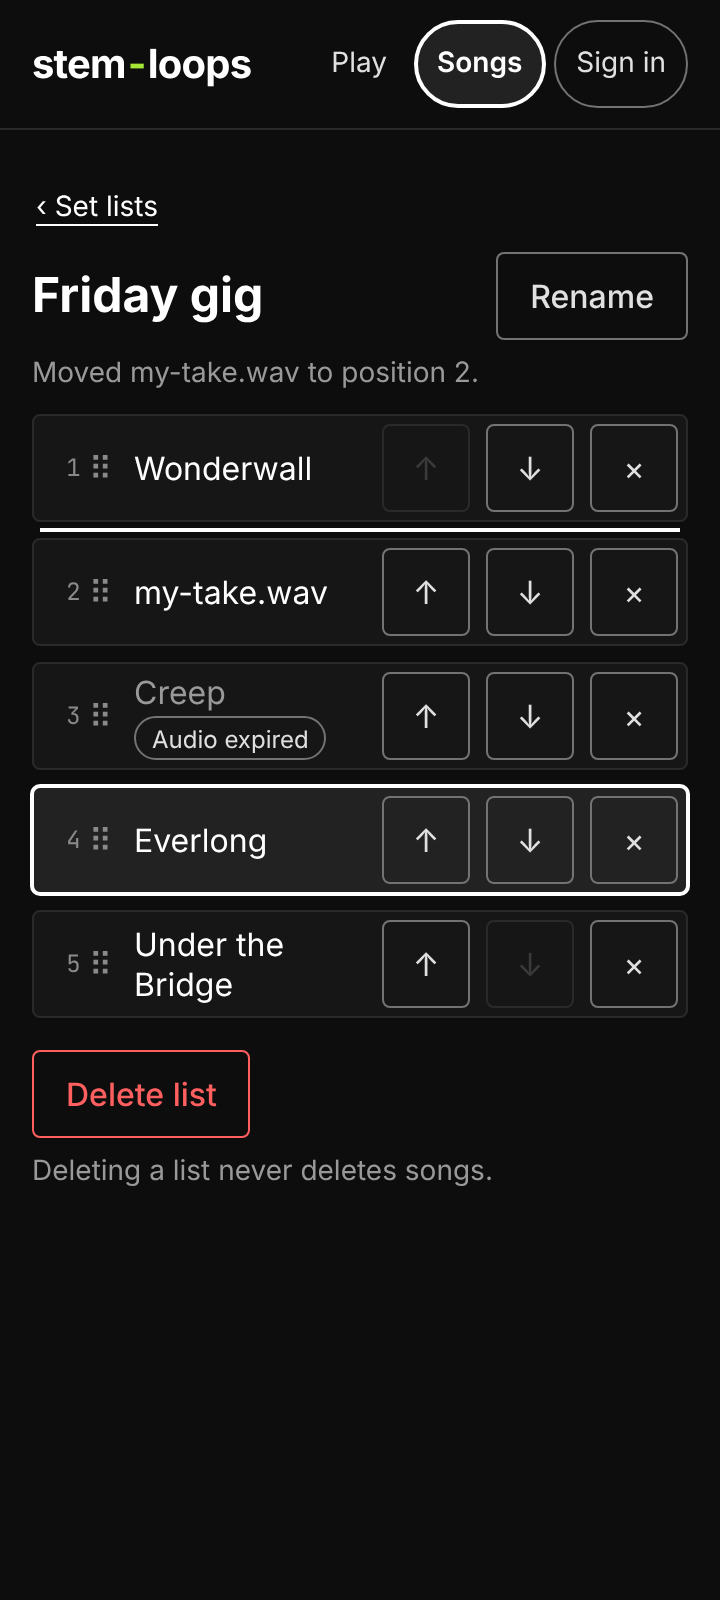 stem-loops Play Songs Sign in
‹ Set lists
Friday gig Rename
Moved my-take.wav to position 2.
1 Wonderwall ↑ ↓ ×
2 my-take.wav ↑ ↓ ×
3 Creep ↑ ↓ ×
Audio expired
4 Everlong ↑ ↓ ×
5 Under the ↑ ↓ ×
Bridge
Delete list
Deleting a list never deletes songs.